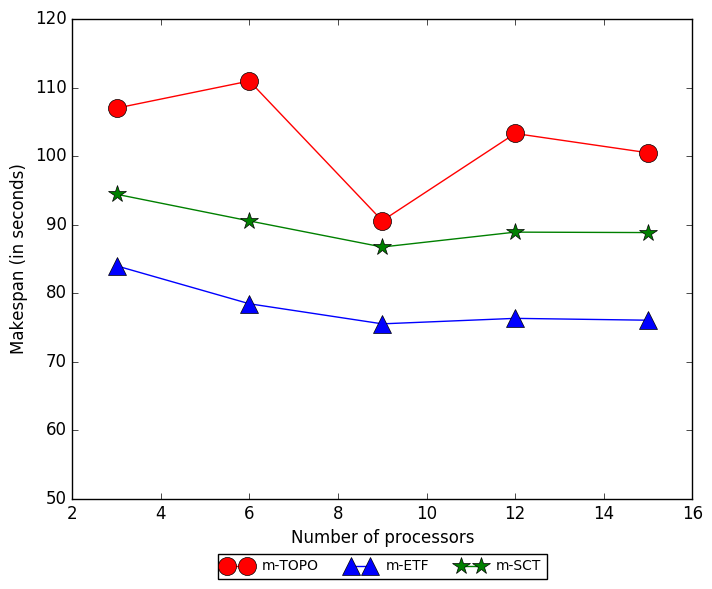 120
110
100
90
80
70
60
50
Makespan (in seconds)
2 4 6 8 10 12 14 16
Number of processors
m-TOPO m-ETF m-SCT